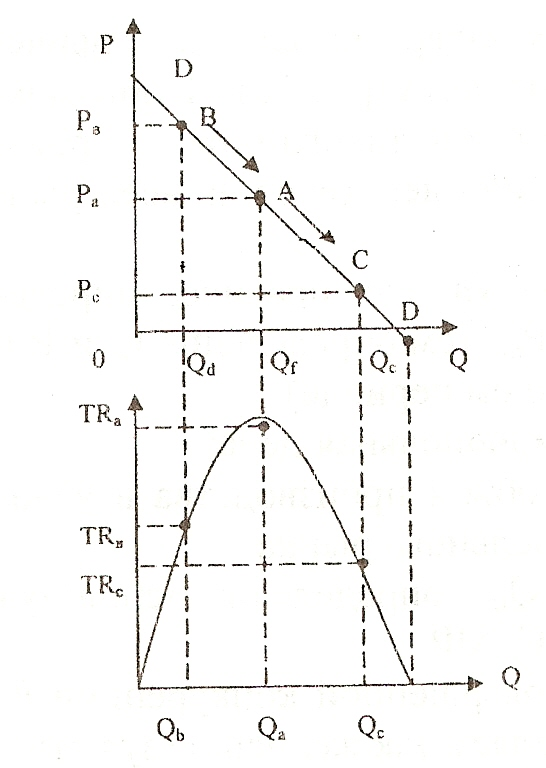 P
D
Pв B
Pa A
Pc C
D
0 Qd Qf Qc Q
TRa
TRв
TRc
Q
Qb Qa Qc